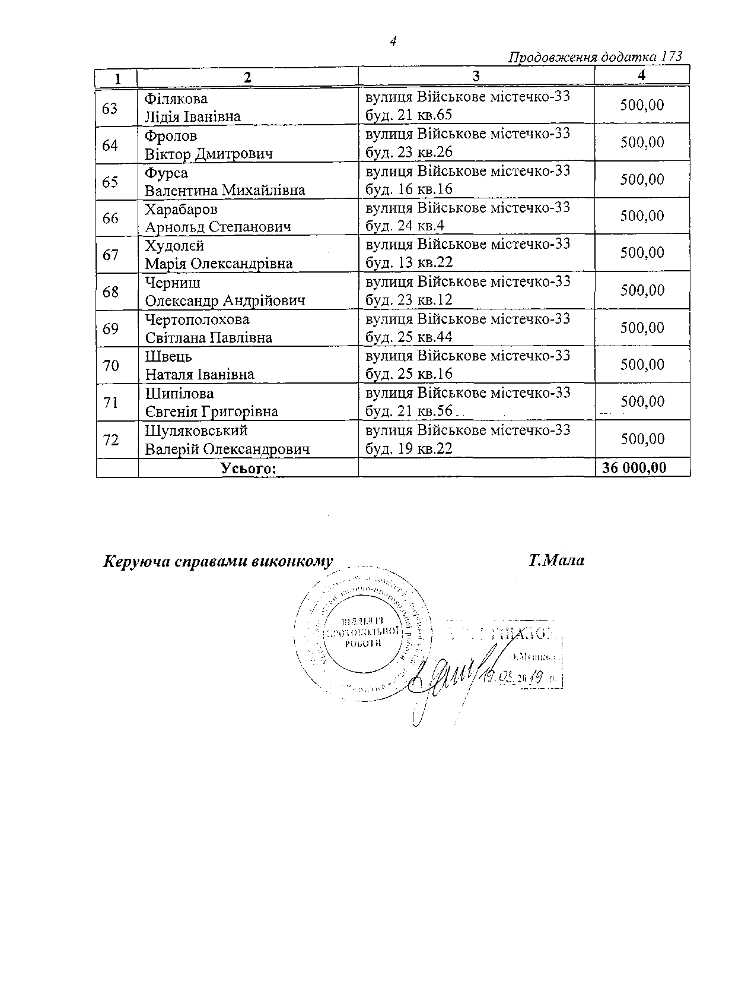 4
Продовження додатка 173
1 2 3 4
63 Філякова вулиця Військове містечко-33 500,00
Лідія Іванівна буд. 21 кв.65
64 Фролов вулиця Військове містечко-33 500,00
Віктор Дмитрович буд. 23 кв.26
65 Фурса вулиця Військове містечко-33 500,00
Валентина Михайлівна буд. 16 кв.16
66 Харабаров вулиця Військове містечко-33 500,00
Арнольд Степанович буд. 24 кв.4
67 Худолєй вулиця Військове містечко-33 500,00
Марія Олександрівна буд. 13 кв.22
68 Черниш вулиця Військове містечко-33 500,00
Олександр Андрійович буд. 23 кв.12
69 Чертополохова вулиця Військове містечко-33 500,00
Світлана Павлівна буд. 25 кв.44
70 Швець вулиця Військове містечко-33 500,00
Наталя Іванівна буд. 25 кв.16
71 Шипілова вулиця Військове містечко-33 500,00
Євгенія Григорівна буд. 21 кв.56
72 Шуляковський вулиця Військове містечко-33 500,00
Валерій Олександрович буд. 19 кв.22
Усього: 36 000,00
Керуюча справами виконкому Т.Мала
ВІДДІЛ ІЗ
ПРОТОКОЛЬНОЇ
РОБОТИ
2019